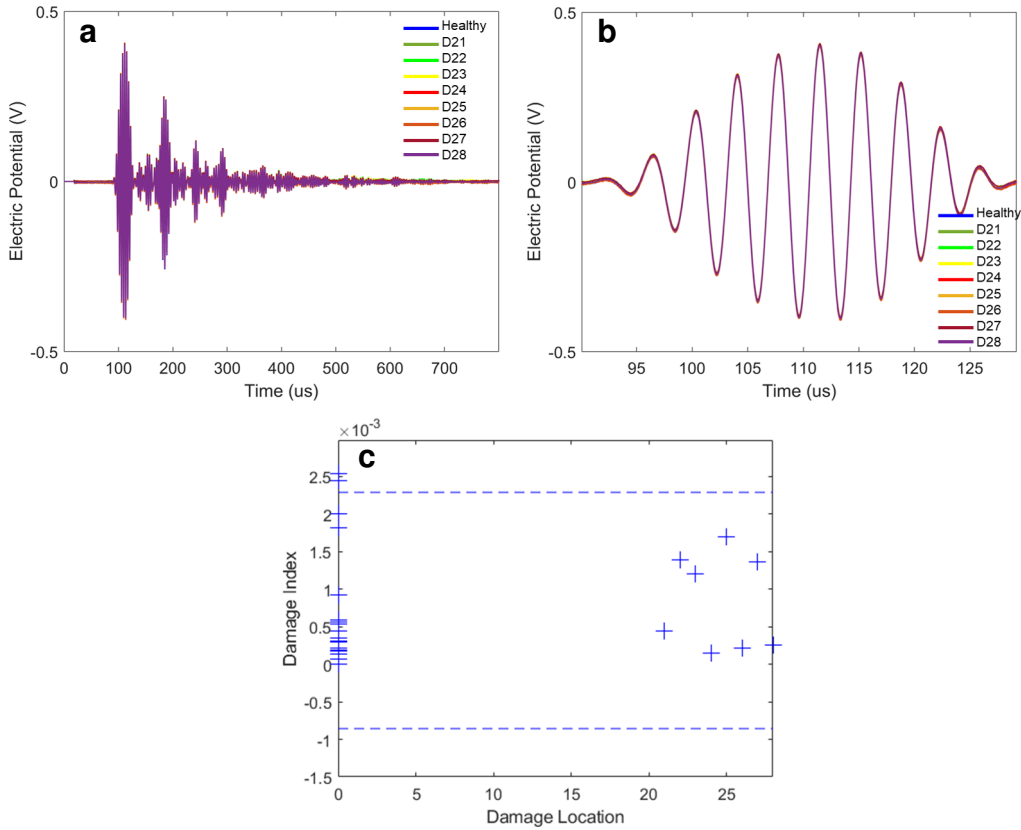 a
0.5
0
-0.5
Electric Potential (V)
0 100 200 300 400 500 600 700
Time (us)
Healthy
D21
D22
D23
D24
D25
D26
D27
D28
b
0.5
0
-0.5
Electric Potential (V)
95 100 105 110 115 120 125
Time (us)
Healthy
D21
D22
D23
D24
D25
D26
D27
D28
×10⁻³
c
2.5
2
1.5
1
0.5
0
-0.5
-1
-1.5
Damage Index
0 5 10 15 20 25
Damage Location